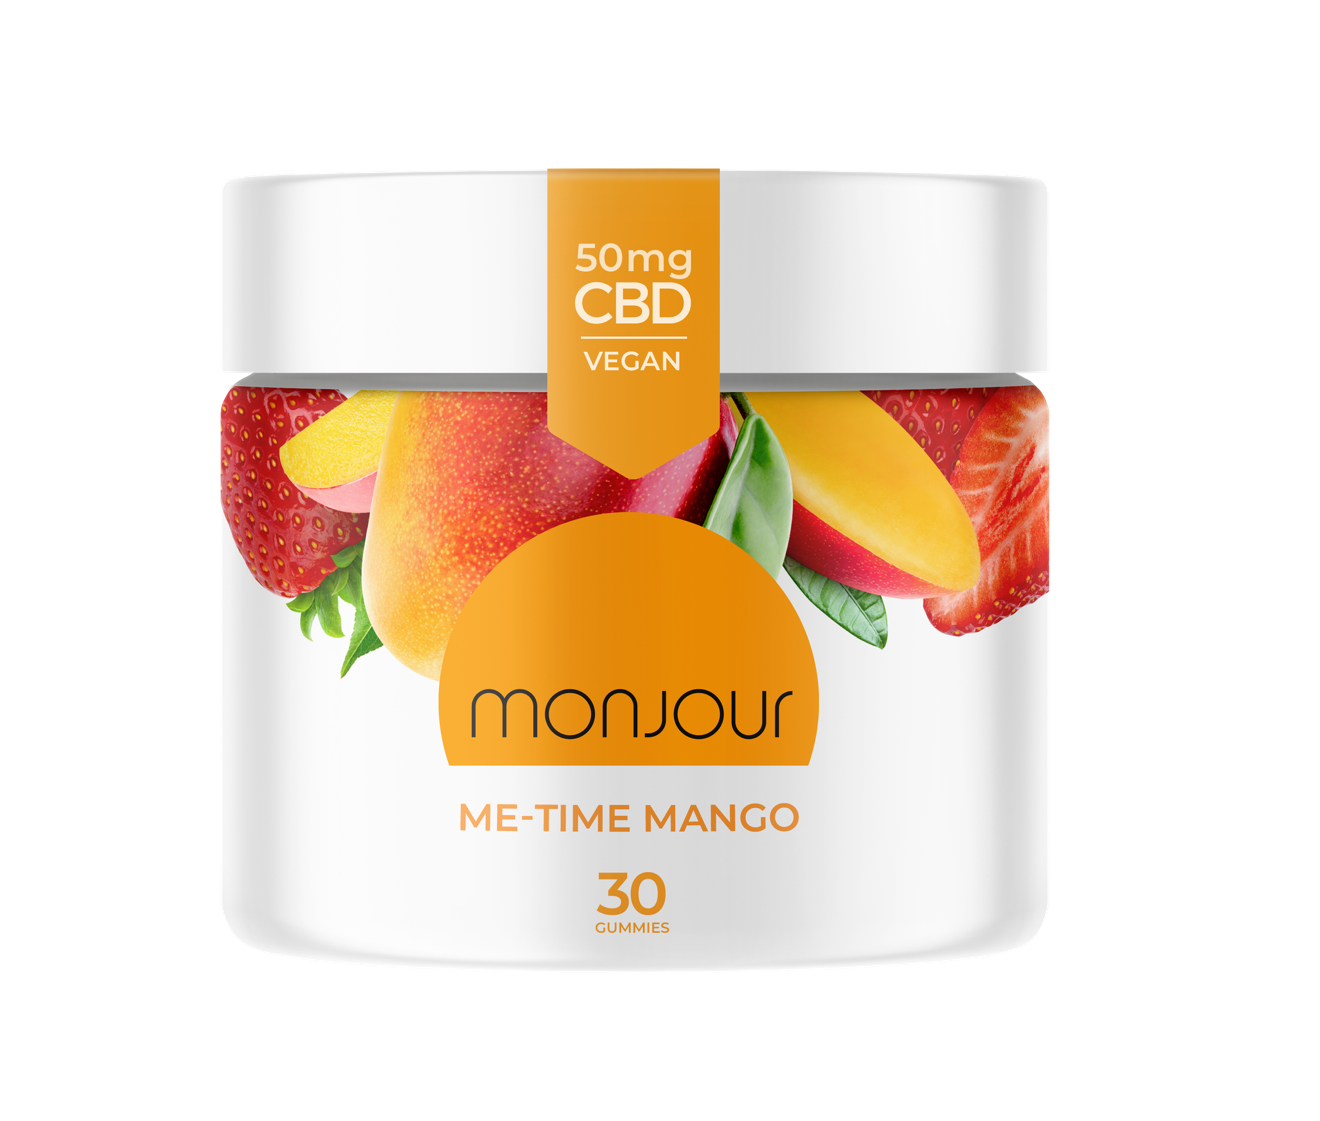 50mg
CBD
VEGAN
monjour
ME-TIME MANGO
30
GUMMIES